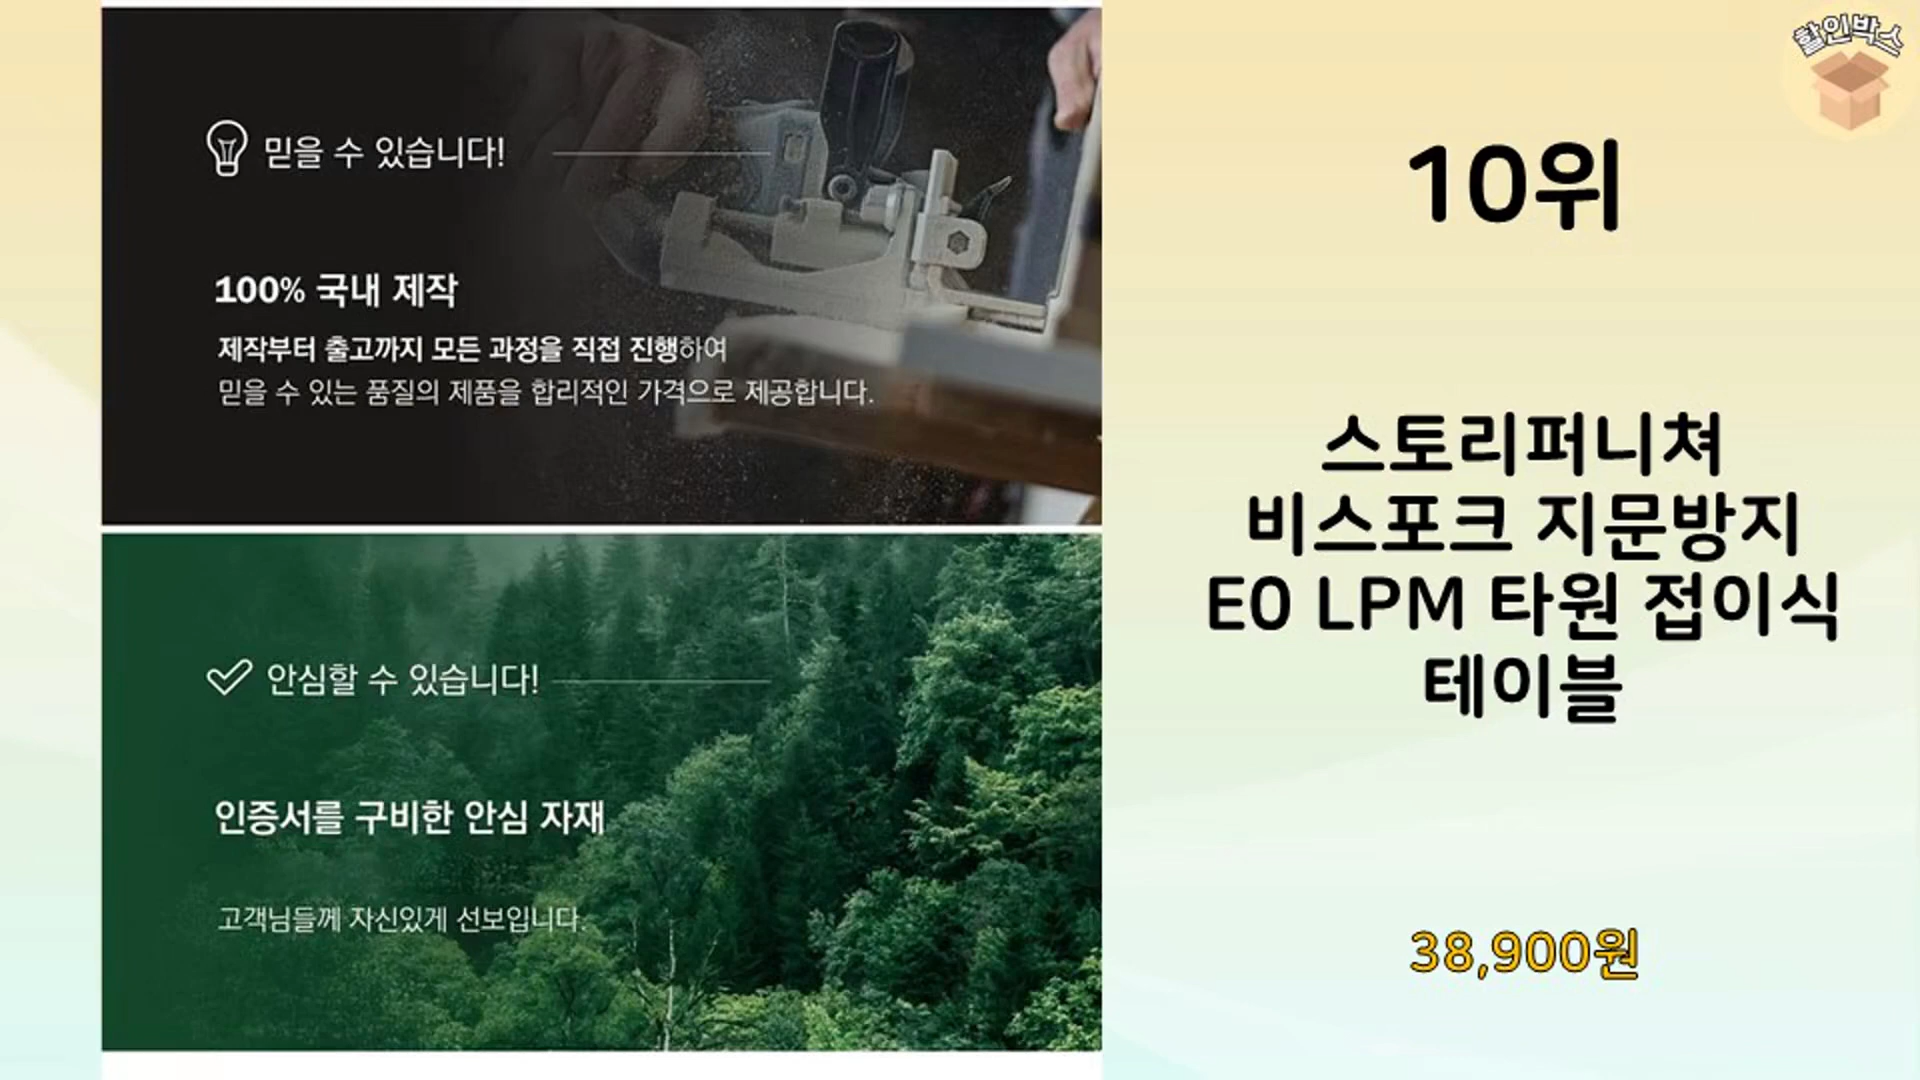 믿을 수 있습니다!
100% 국내 제작
제작부터 출고까지 모든 과정을 직접 진행하여
믿을 수 있는 품질의 제품을 합리적인 가격으로 제공합니다.
안심할 수 있습니다!
인증서를 구비한 안심 자재
고객님들께 자신있게 선보입니다.
할인박스
10위
스토리퍼니쳐
비스포크 지문방지
E0 LPM 타원 접이식
테이블
38,900원